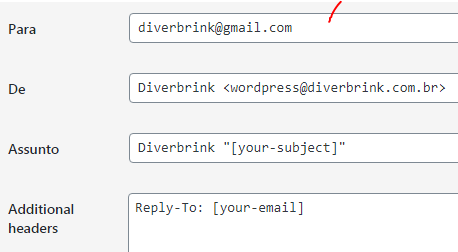 Para
diverbrink@gmail.com
De
Diverbrink <wordpress@diverbrink.com.br>
Assunto
Diverbrink "[your-subject]"
Additional
headers
Reply-To: [your-email]